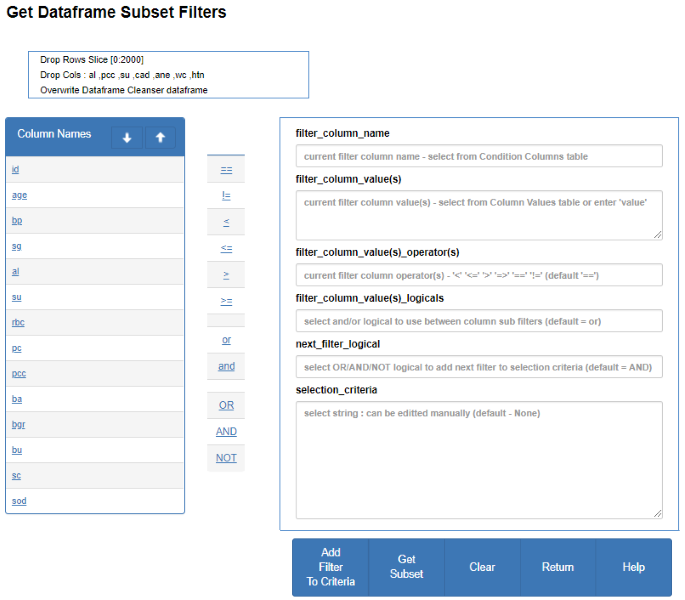 Get Dataframe Subset Filters
Drop Rows Slice [0:2000]
Drop Cols : al ,pcc ,su ,cad ,ane ,wc ,htn
Overwrite Dataframe Cleanser dataframe
Column Names
id
age
bp
sg
al
su
rbc
pc
pcc
ba
bgr
bu
sc
sod
==
!=
<
<=
>
>=
or
and
OR
AND
NOT
filter_column_name
current filter column name - select from Condition Columns table
filter_column_value(s)
current filter column value(s) - select from Column Values table or enter 'value'
filter_column_value(s)_operator(s)
current filter column operator(s) - '<' '<=' '>' '=>' '==' '!=' (default '==')
filter_column_value(s)_logicals
select and/or logical to use between column sub filters (default = or)
next_filter_logical
select OR/AND/NOT logical to add next filter to selection criteria (default = AND)
selection_criteria
select string : can be editted manually (default - None)
Add
Filter
To Criteria
Get
Subset
Clear
Return
Help